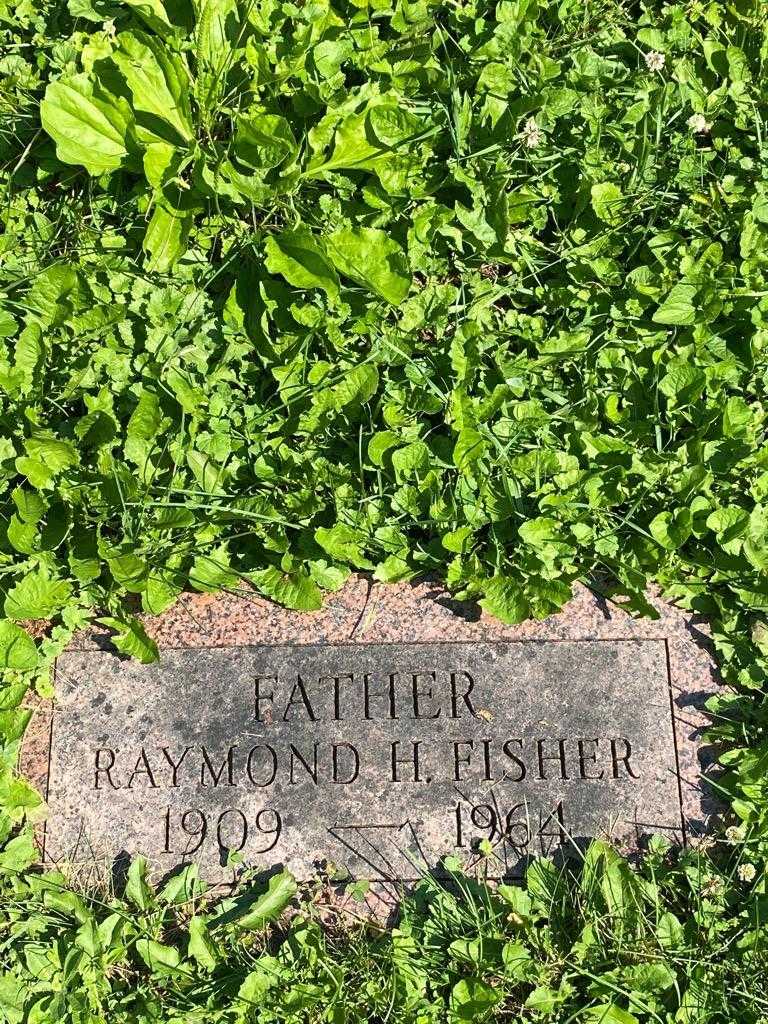 FATHER
RAYMOND H. FISHER
1909 — 1964